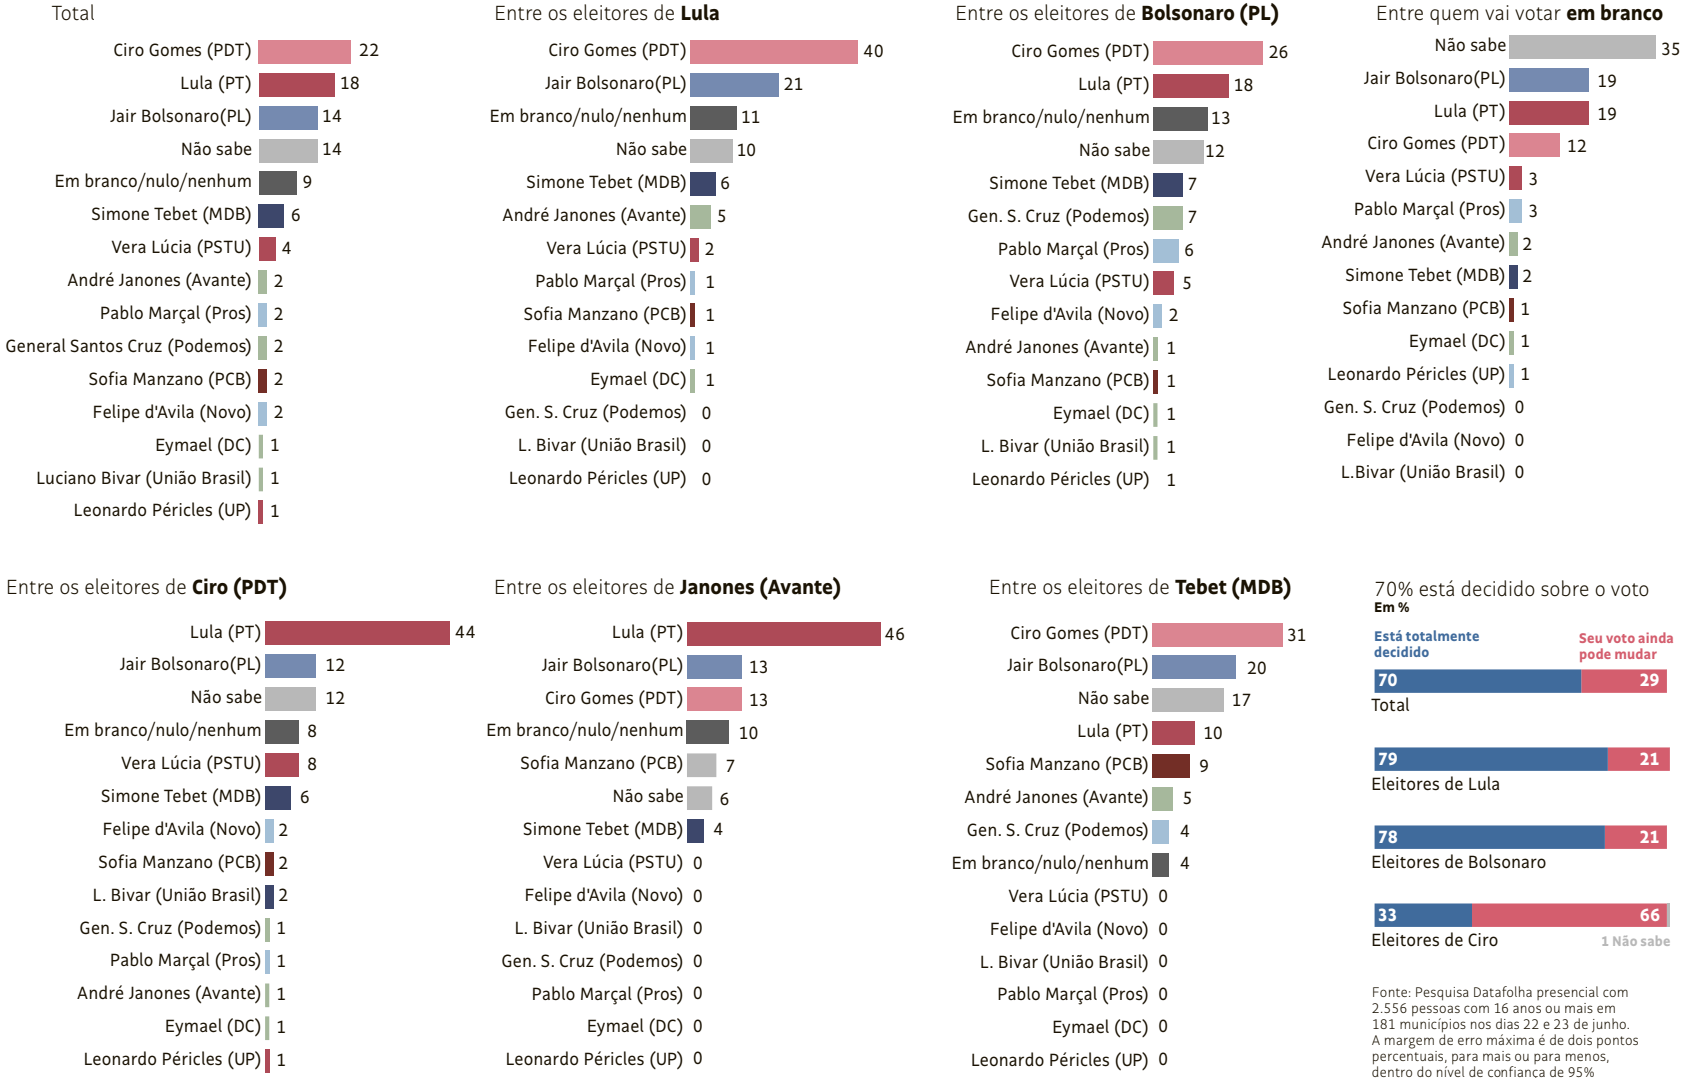 Total
Ciro Gomes (PDT) 22
Lula (PT) 18
Jair Bolsonaro(PL) 14
Não sabe 14
Em branco/nulo/nenhum 9
Simone Tebet (MDB) 6
Vera Lúcia (PSTU) 4
André Janones (Avante) 2
Pablo Marçal (Pros) 2
General Santos Cruz (Podemos) 2
Sofia Manzano (PCB) 2
Felipe d'Avila (Novo) 2
Eymael (DC) 1
Luciano Bivar (União Brasil) 1
Leonardo Péricles (UP) 1
Entre os eleitores de Lula
Ciro Gomes (PDT) 40
Jair Bolsonaro(PL) 21
Em branco/nulo/nenhum 11
Não sabe 10
Simone Tebet (MDB) 6
André Janones (Avante) 5
Vera Lúcia (PSTU) 2
Pablo Marçal (Pros) 1
Sofia Manzano (PCB) 1
Felipe d'Avila (Novo) 1
Eymael (DC) 1
Gen. S. Cruz (Podemos) 0
L. Bivar (União Brasil) 0
Leonardo Péricles (UP) 0
Entre os eleitores de Bolsonaro (PL)
Ciro Gomes (PDT) 26
Lula (PT) 18
Em branco/nulo/nenhum 13
Não sabe 12
Simone Tebet (MDB) 7
Gen. S. Cruz (Podemos) 7
Pablo Marçal (Pros) 6
Vera Lúcia (PSTU) 5
Felipe d'Avila (Novo) 2
André Janones (Avante) 1
Sofia Manzano (PCB) 1
Eymael (DC) 1
L. Bivar (União Brasil) 1
Leonardo Péricles (UP) 1
Entre quem vai votar em branco
Não sabe 35
Jair Bolsonaro(PL) 19
Lula (PT) 19
Ciro Gomes (PDT) 12
Vera Lúcia (PSTU) 3
Pablo Marçal (Pros) 3
André Janones (Avante) 2
Simone Tebet (MDB) 2
Sofia Manzano (PCB) 1
Eymael (DC) 1
Leonardo Péricles (UP) 1
Gen. S. Cruz (Podemos) 0
Felipe d'Avila (Novo) 0
L.Bivar (União Brasil) 0
Entre os eleitores de Ciro (PDT)
Lula (PT) 44
Jair Bolsonaro(PL) 12
Não sabe 12
Em branco/nulo/nenhum 8
Vera Lúcia (PSTU) 8
Simone Tebet (MDB) 6
Felipe d'Avila (Novo) 2
Sofia Manzano (PCB) 2
L. Bivar (União Brasil) 2
Gen. S. Cruz (Podemos) 1
Pablo Marçal (Pros) 1
André Janones (Avante) 1
Eymael (DC) 1
Leonardo Péricles (UP) 1
Entre os eleitores de Janones (Avante)
Lula (PT) 46
Jair Bolsonaro(PL) 13
Ciro Gomes (PDT) 13
Em branco/nulo/nenhum 10
Sofia Manzano (PCB) 7
Não sabe 6
Simone Tebet (MDB) 4
Vera Lúcia (PSTU) 0
Felipe d'Avila (Novo) 0
L. Bivar (União Brasil) 0
Gen. S. Cruz (Podemos) 0
Pablo Marçal (Pros) 0
Eymael (DC) 0
Leonardo Péricles (UP) 0
Entre os eleitores de Tebet (MDB)
Ciro Gomes (PDT) 31
Jair Bolsonaro(PL) 20
Não sabe 17
Lula (PT) 10
Sofia Manzano (PCB) 9
André Janones (Avante) 5
Gen. S. Cruz (Podemos) 4
Em branco/nulo/nenhum 4
Vera Lúcia (PSTU) 0
Felipe d'Avila (Novo) 0
L. Bivar (União Brasil) 0
Pablo Marçal (Pros) 0
Eymael (DC) 0
Leonardo Péricles (UP) 0
70% está decidido sobre o voto
Em %
Está totalmente
decidido
Seu voto ainda
pode mudar
70 29
Total
79 21
Eleitores de Lula
78 21
Eleitores de Bolsonaro
33 66
Eleitores de Ciro 1 Não sabe
Fonte: Pesquisa Datafolha presencial com
2.556 pessoas com 16 anos ou mais em
181 municípios nos dias 22 e 23 de junho.
A margem de erro máxima é de dois pontos
percentuais, para mais ou para menos,
dentro do nível de confiança de 95%